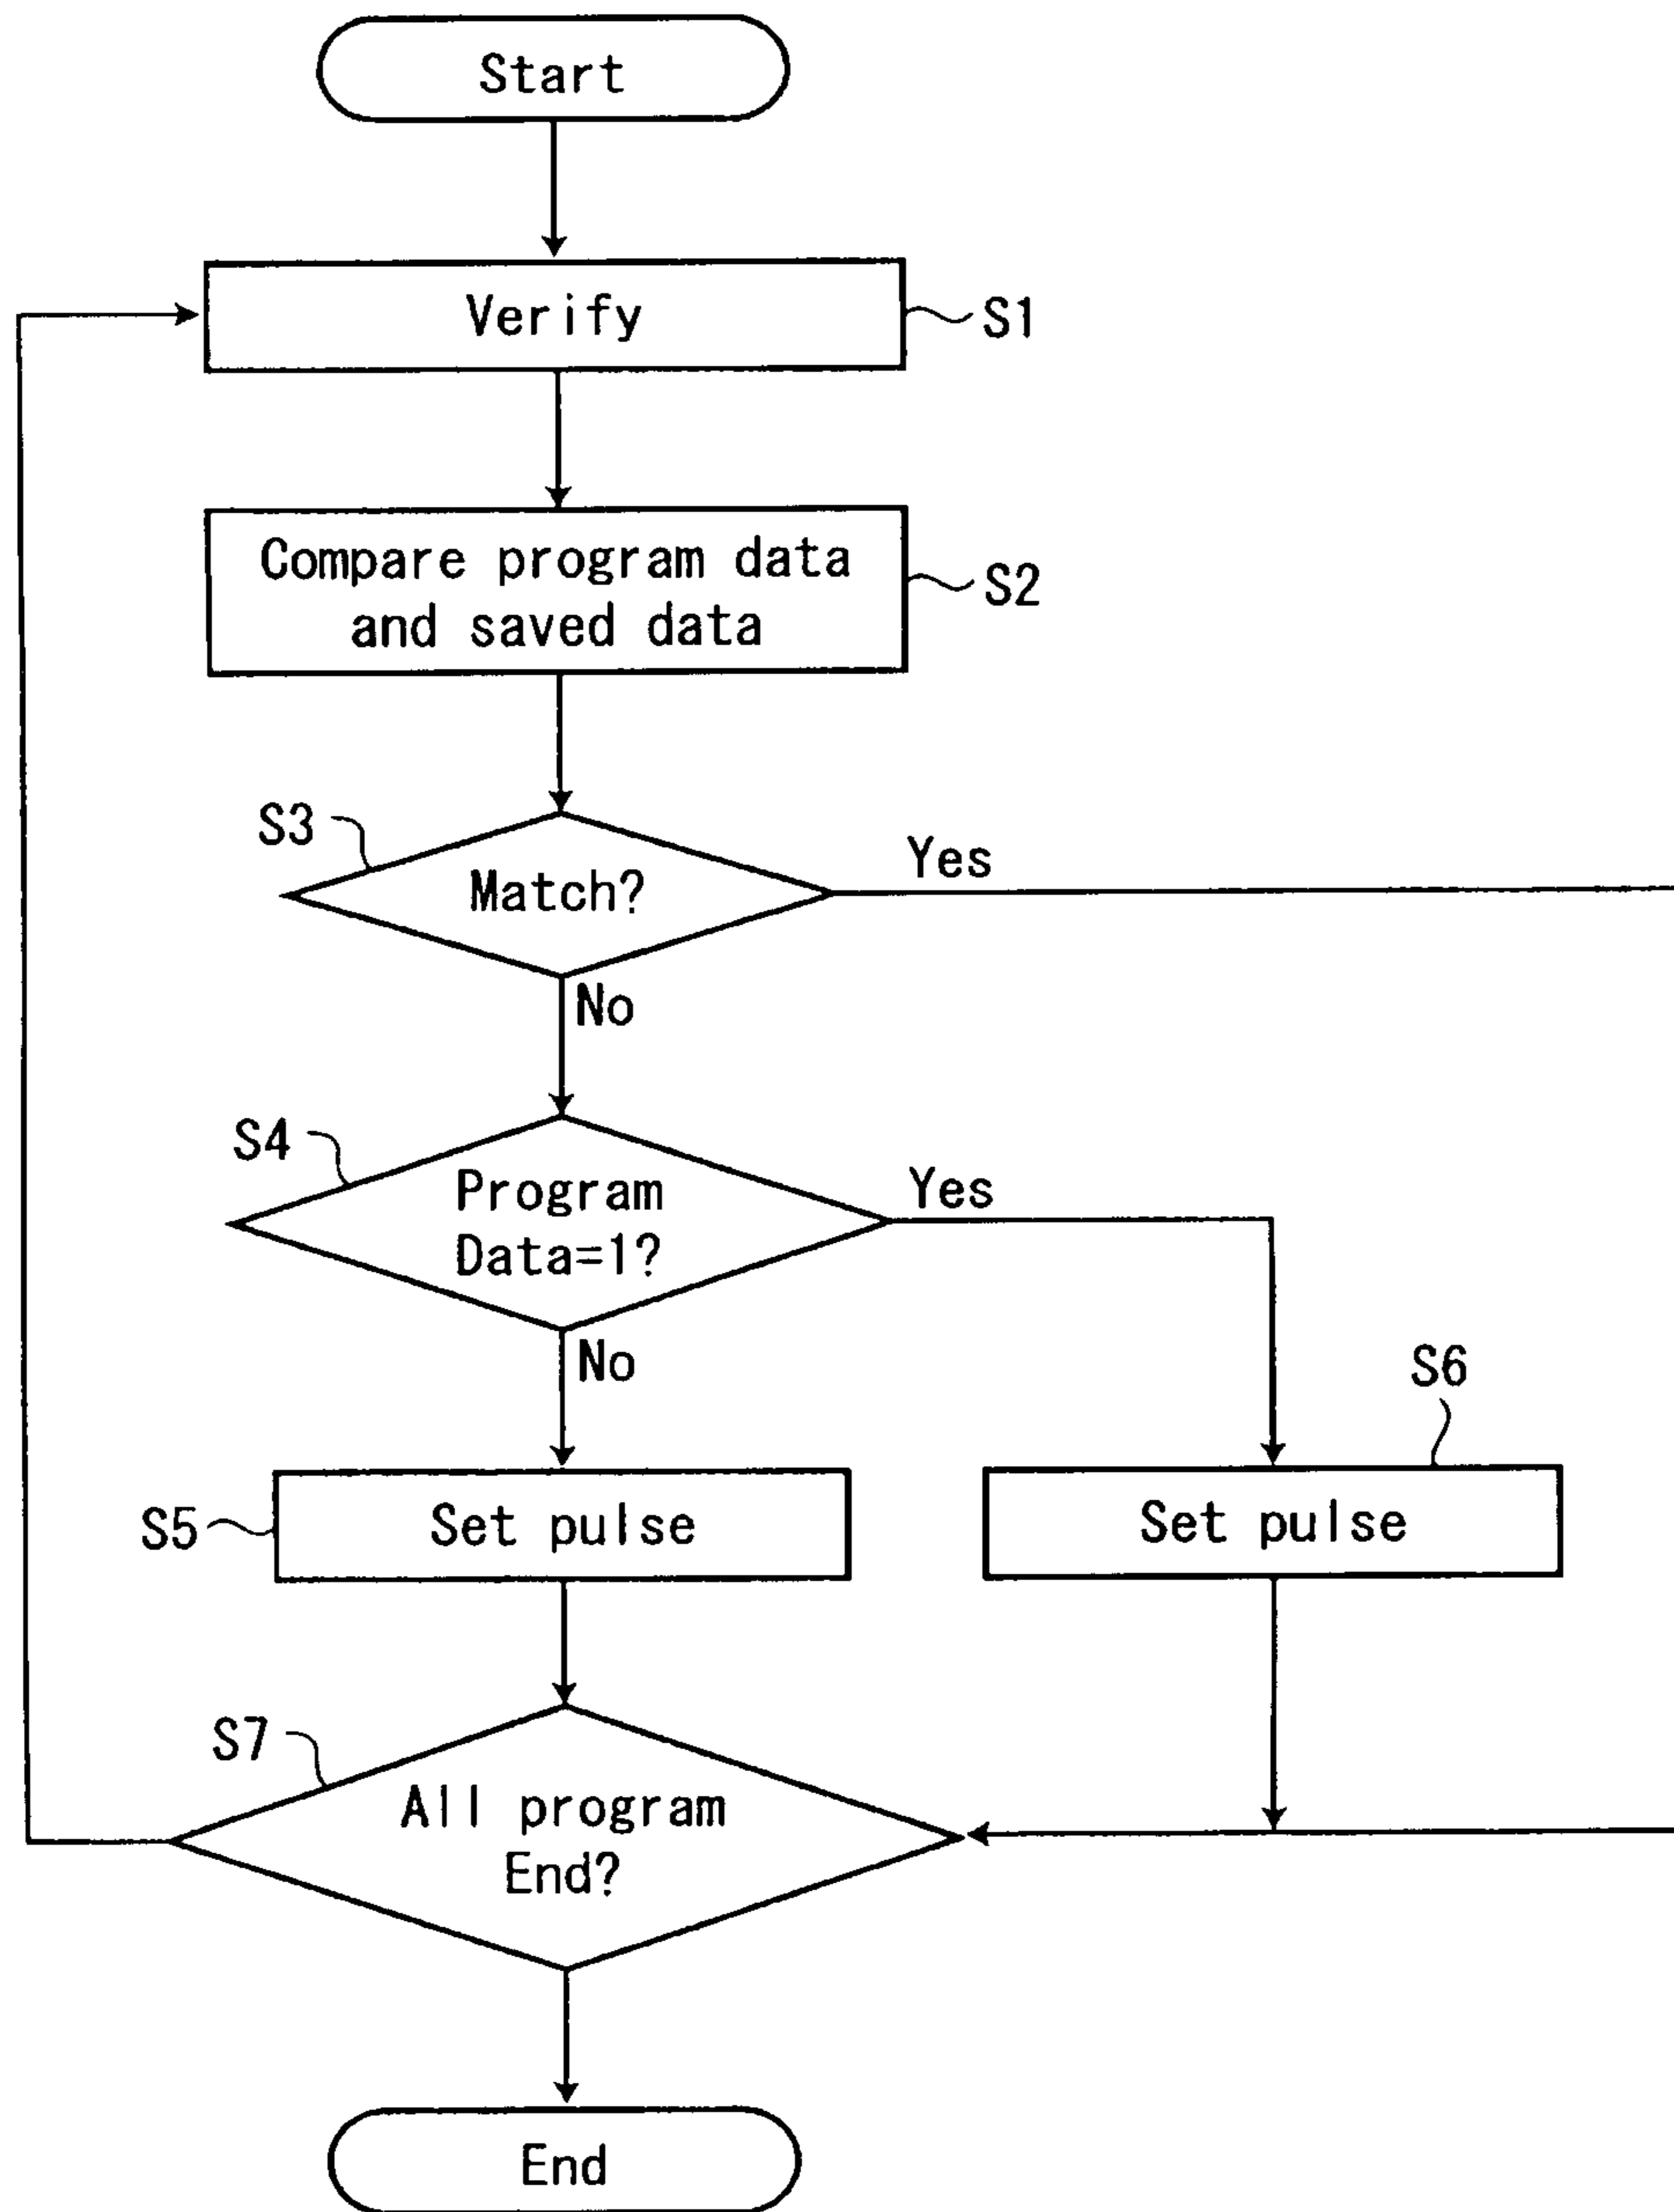 Start
Verify
S1
Compare program data
and saved data
S2
S3
Match?
Yes
No
S4
Program
Data=1?
Yes
No
S6
S5
Set pulse
Set pulse
S7
All program
End?
End